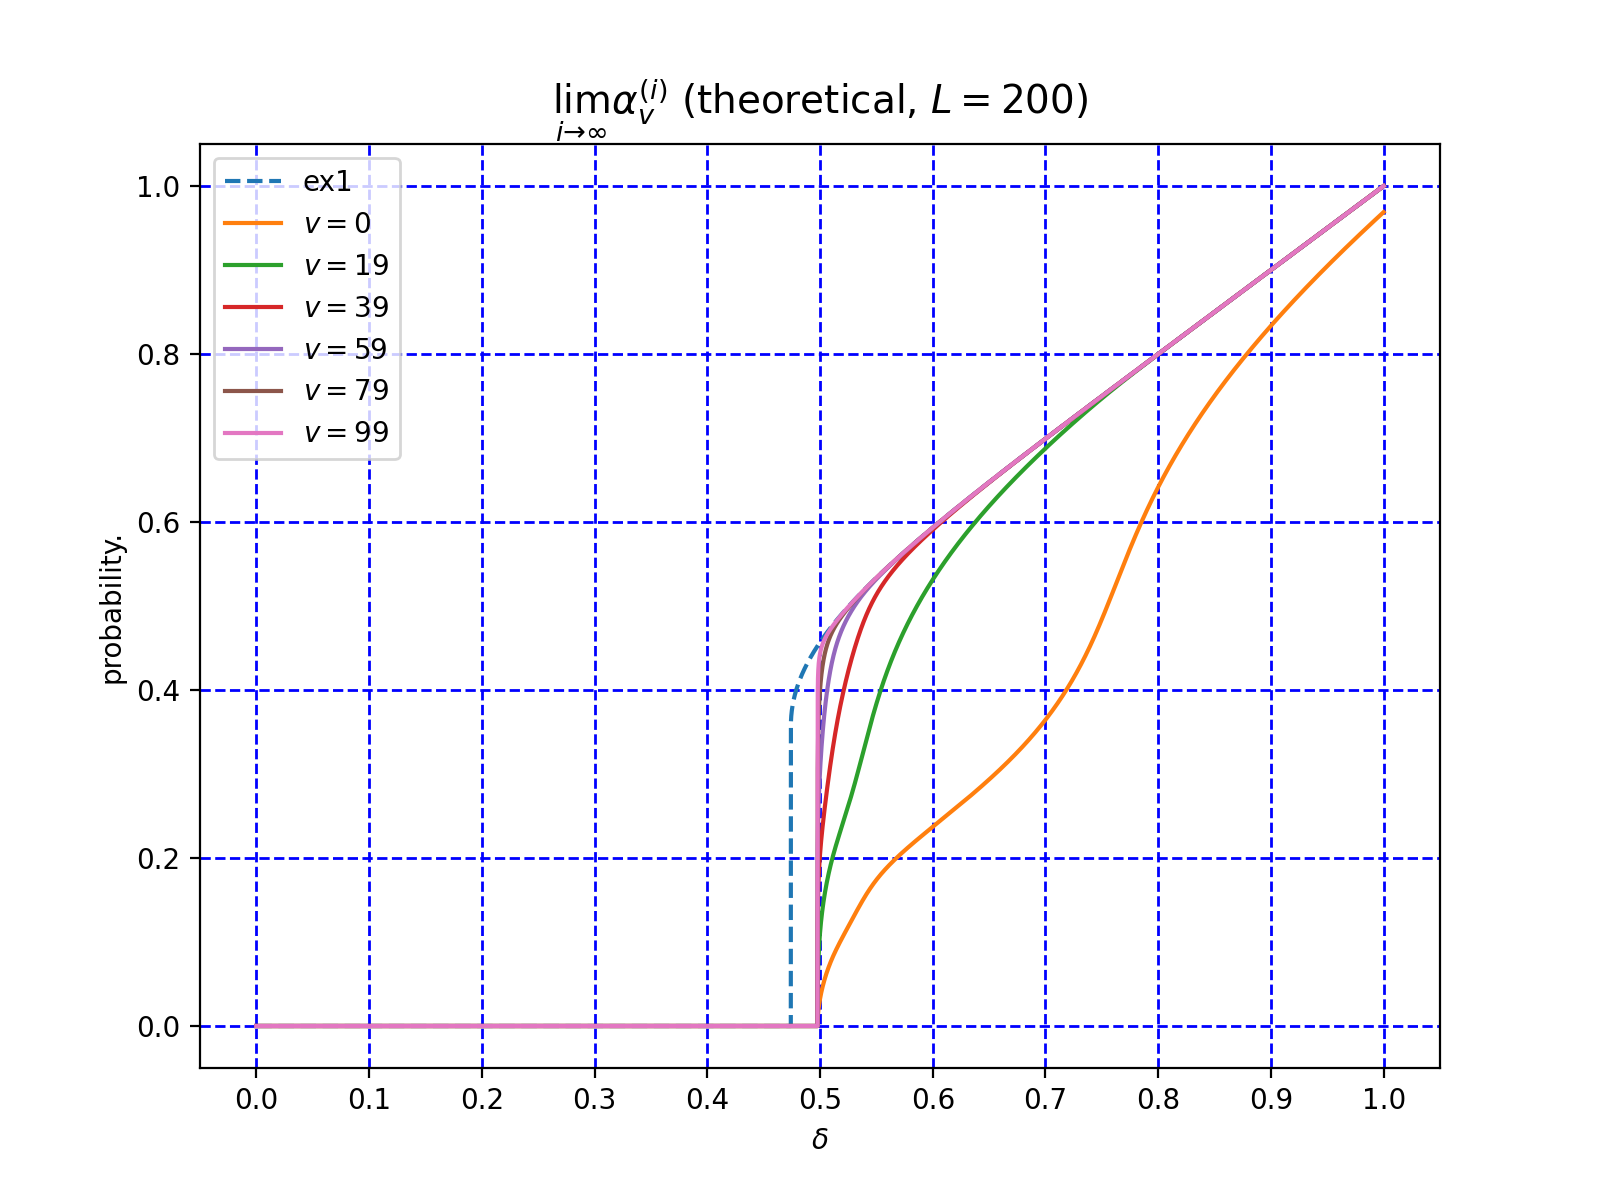 lim α_v^(i) (theoretical, L = 200)
i→∞
ex1
v = 0
v = 19
v = 39
v = 59
v = 79
v = 99
probability.
1.0
0.8
0.6
0.4
0.2
0.0
0.0 0.1 0.2 0.3 0.4 0.5 0.6 0.7 0.8 0.9 1.0
δ